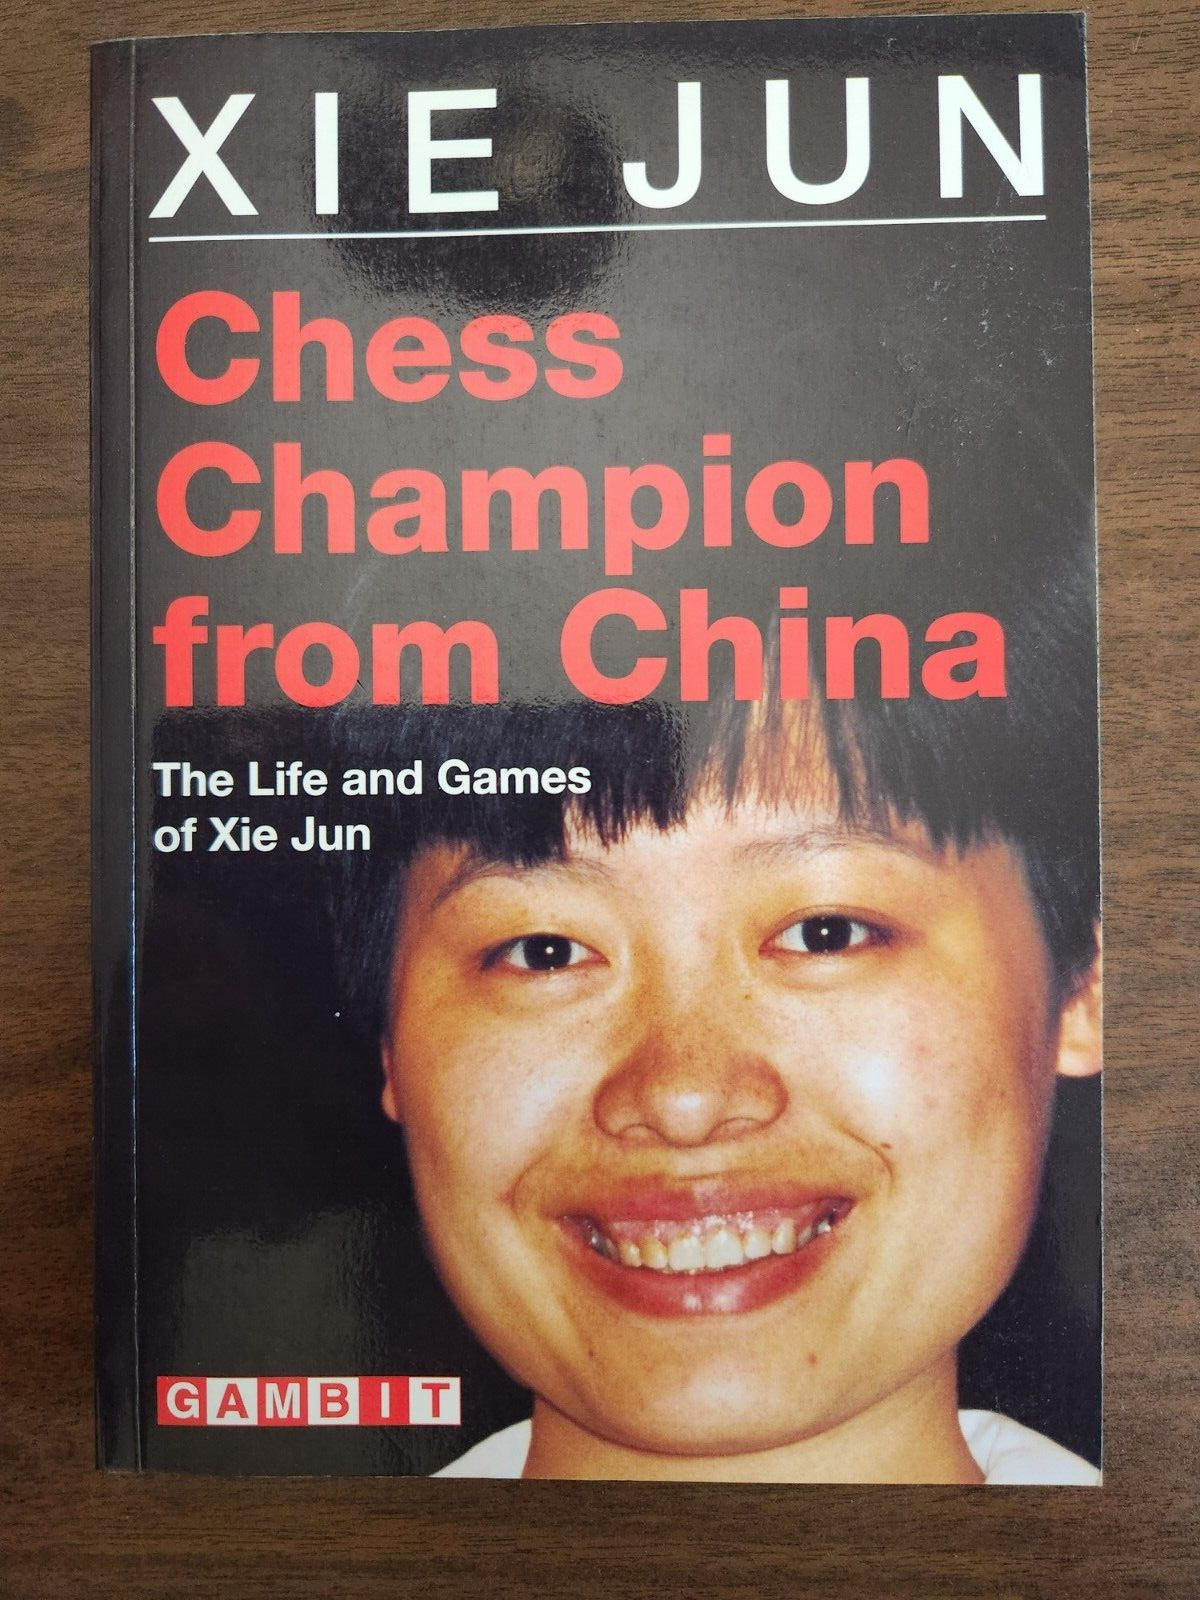 XIE JUN
Chess
Champion
from China
The Life and Games
of Xie Jun
GAMBIT